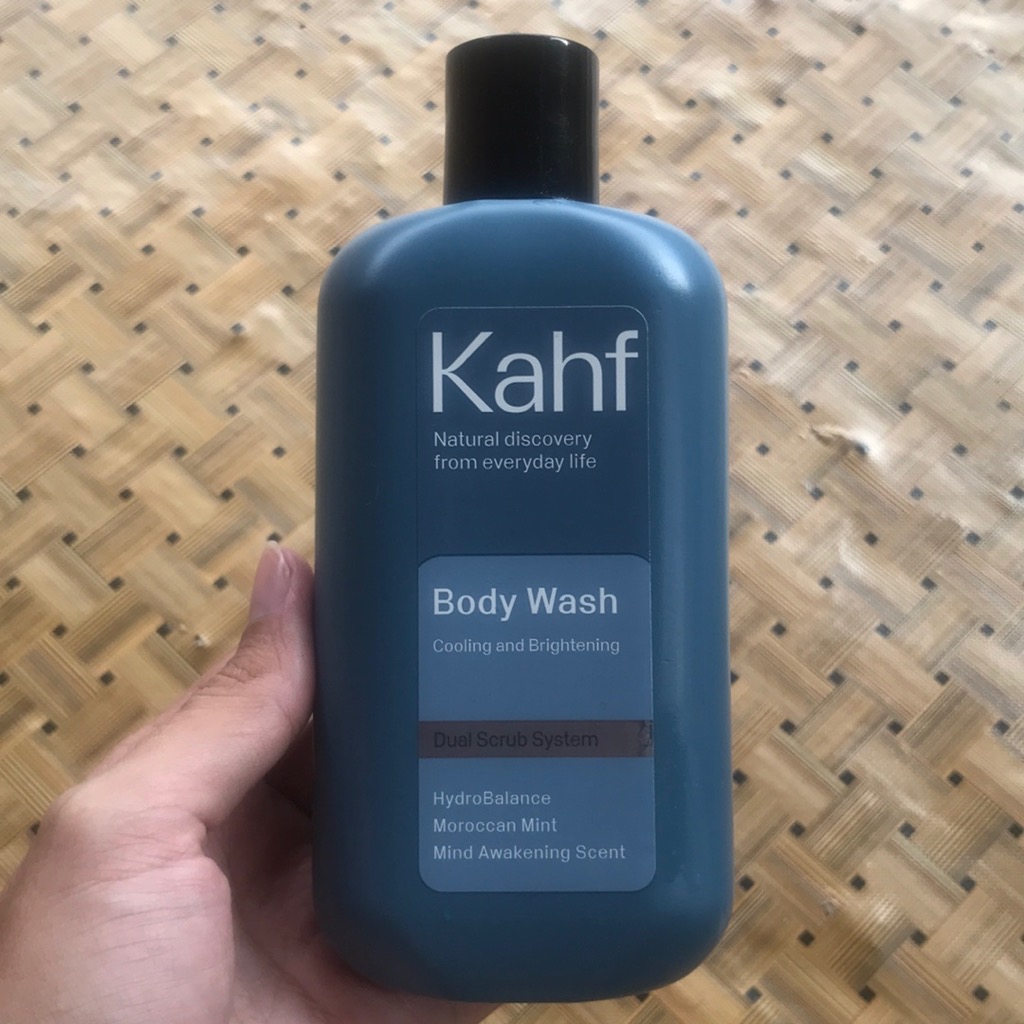 Kahf
Natural discovery
from everyday life
Body Wash
Cooling and Brightening
Dual Scrub System
HydroBalance
Moroccan Mint
Mind Awakening Scent